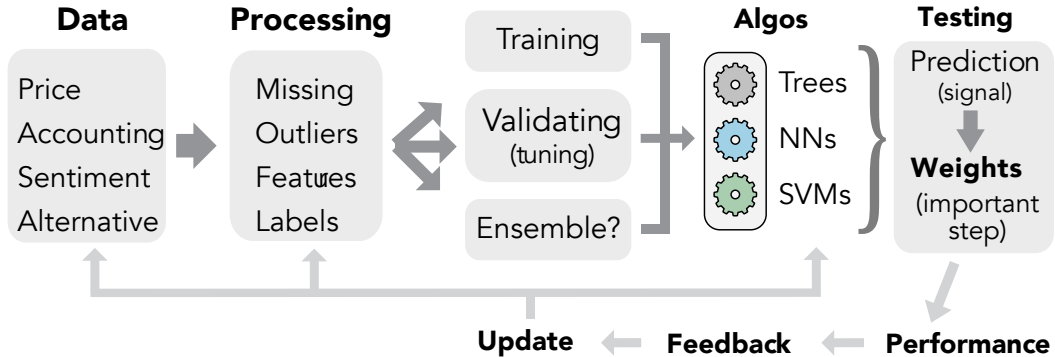 Data
Price
Accounting
Sentiment
Alternative
Processing
Missing
Outliers
Features
Labels
Training
Validating
(tuning)
Ensemble?
Algos
Trees
NNs
SVMs
Testing
Prediction
(signal)
Weights
(important
step)
Update
Feedback
Performance